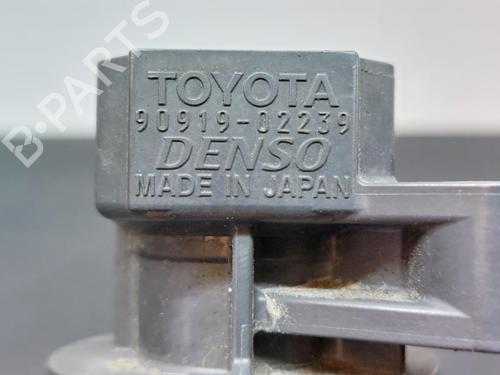 B-PARTS
TOYOTA
90919-02239
DENSO
MADE IN JAPAN